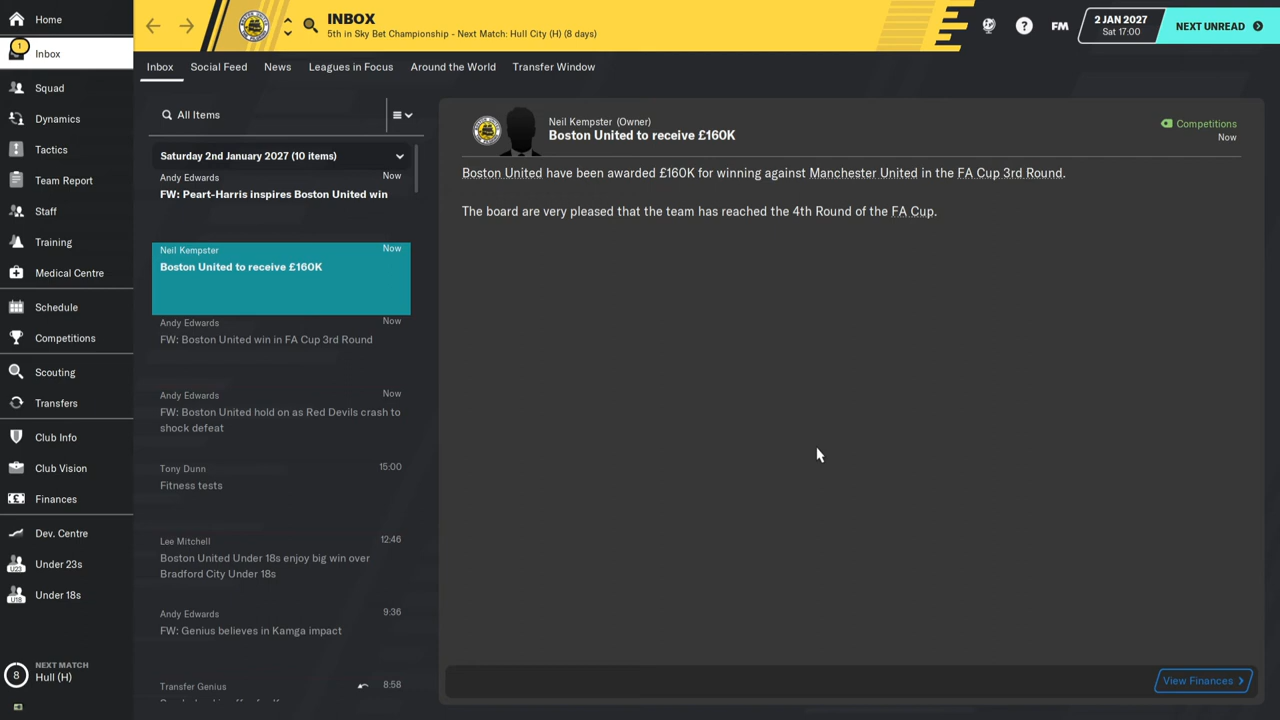 Home
1
Inbox
Squad
Dynamics
Tactics
Team Report
Staff
Training
Medical Centre
Schedule
Competitions
Scouting
Transfers
Club Info
Club Vision
Finances
Dev. Centre
U23
Under 23s
U18
Under 18s
8
NEXT MATCH
Hull (H)
INBOX
5th in Sky Bet Championship - Next Match: Hull City (H) (8 days)
?
FM
2 JAN 2027
Sat 17:00
NEXT UNREAD
Inbox
Social Feed
News
Leagues in Focus
Around the World
Transfer Window
All Items
Saturday 2nd January 2027 (10 items)
Andy Edwards
Now
FW: Peart-Harris inspires Boston United win
Neil Kempster
Now
Boston United to receive £160K
Andy Edwards
Now
FW: Boston United win in FA Cup 3rd Round
Andy Edwards
Now
FW: Boston United hold on as Red Devils crash to
shock defeat
Tony Dunn
15:00
Fitness tests
Lee Mitchell
12:46
Boston United Under 18s enjoy big win over
Bradford City Under 18s
Andy Edwards
9:36
FW: Genius believes in Kamga impact
Transfer Genius
8:58
Neil Kempster (Owner)
Boston United to receive £160K
Competitions
Now
Boston United have been awarded £160K for winning against Manchester United in the FA Cup 3rd Round.
The board are very pleased that the team has reached the 4th Round of the FA Cup.
View Finances